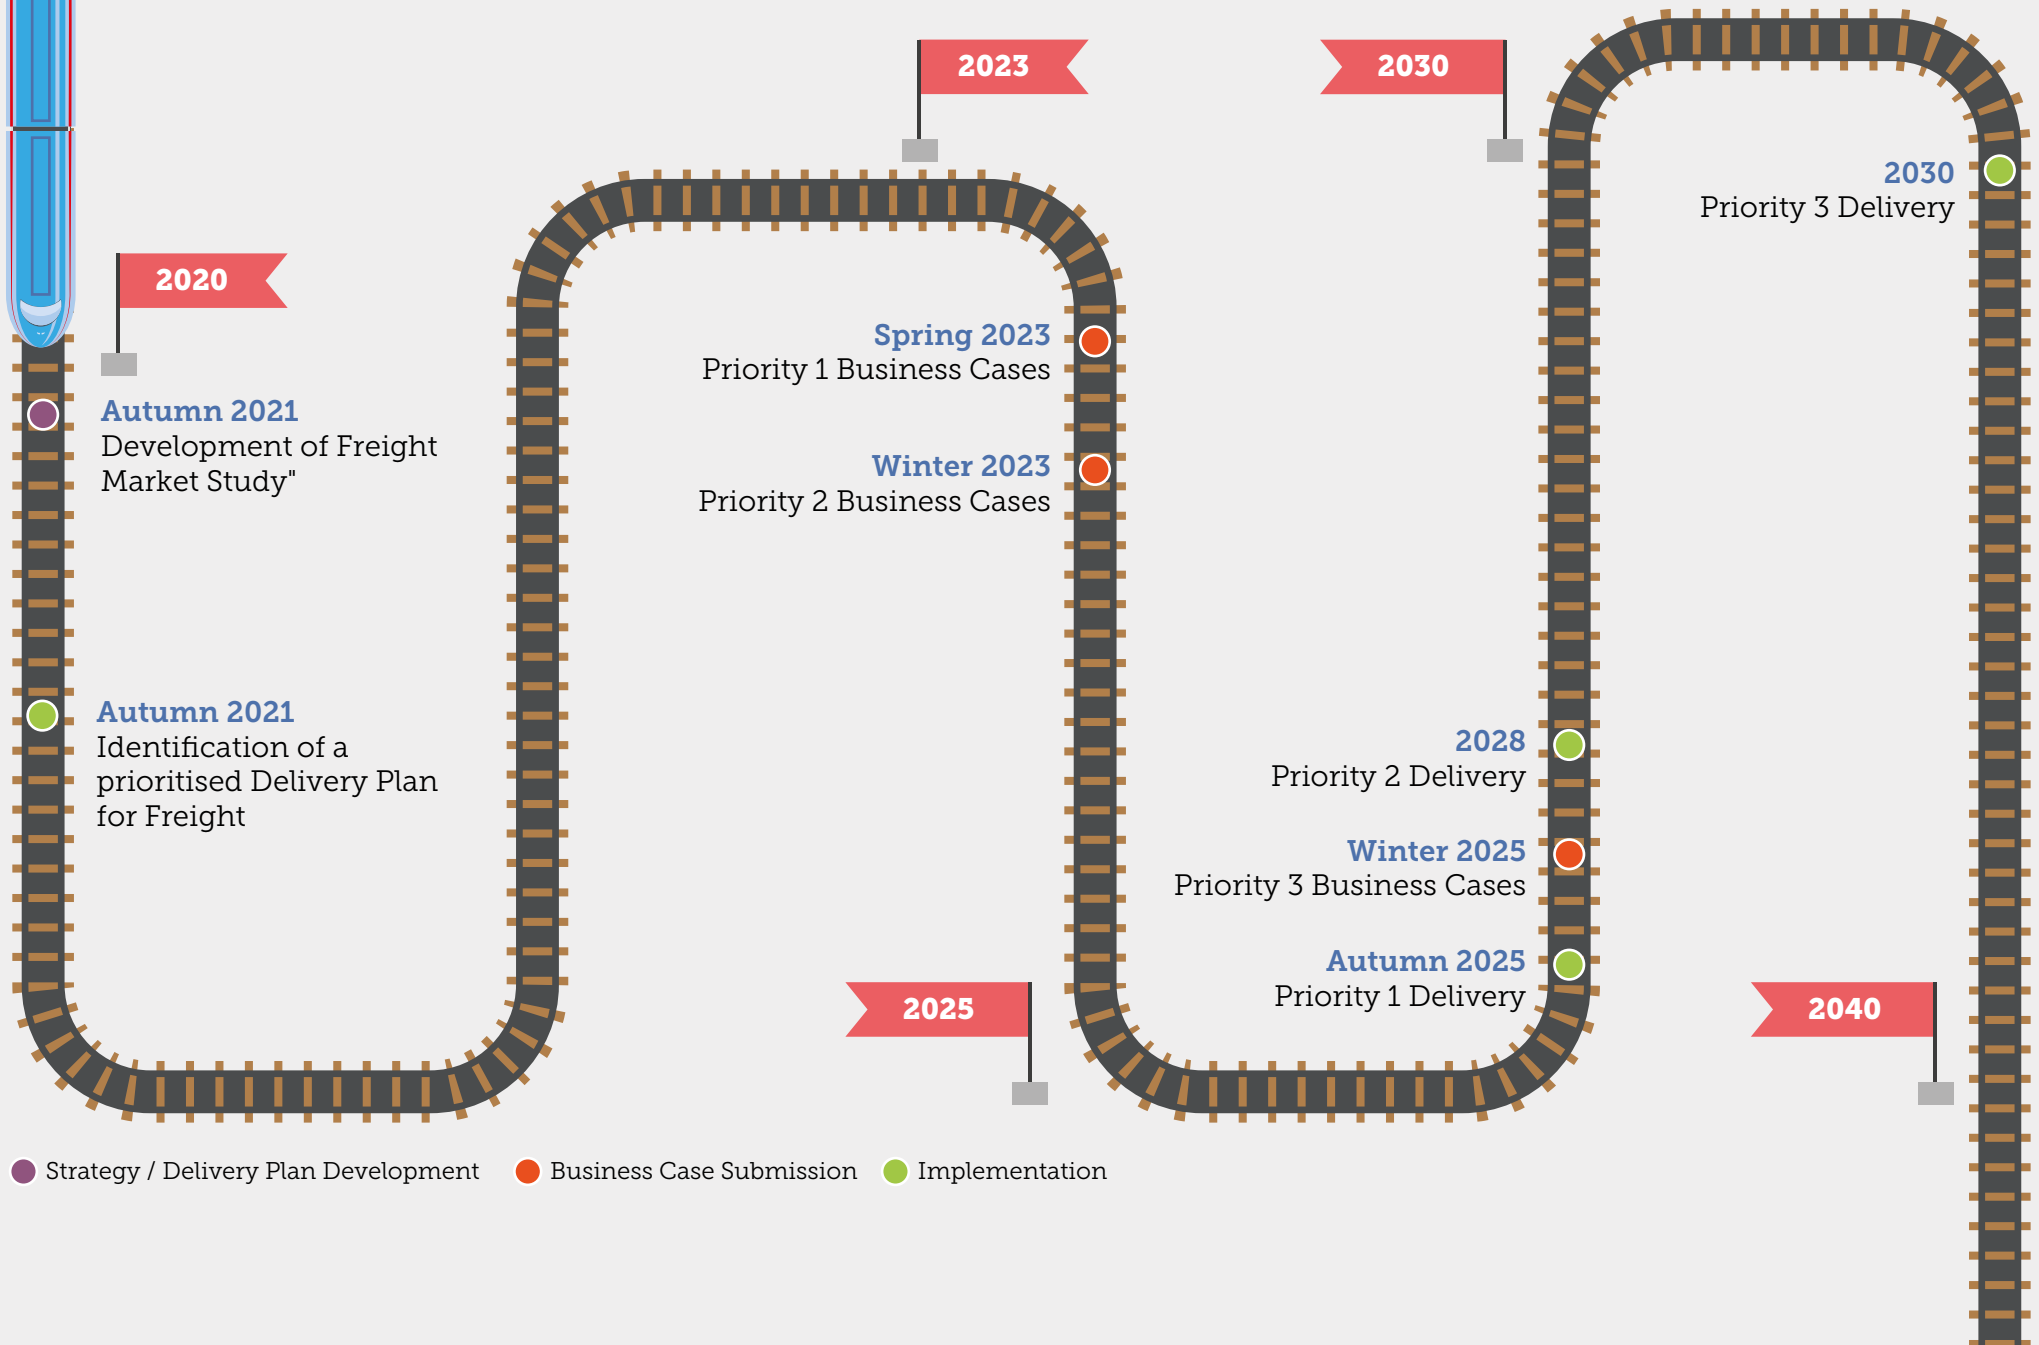 2020
Autumn 2021
Development of Freight
Market Study"
Autumn 2021
Identification of a
prioritised Delivery Plan
for Freight
2023
Spring 2023
Priority 1 Business Cases
Winter 2023
Priority 2 Business Cases
2025
Autumn 2025
Priority 1 Delivery
Winter 2025
Priority 3 Business Cases
2028
Priority 2 Delivery
2030
2030
Priority 3 Delivery
2040
Strategy / Delivery Plan Development
Business Case Submission
Implementation